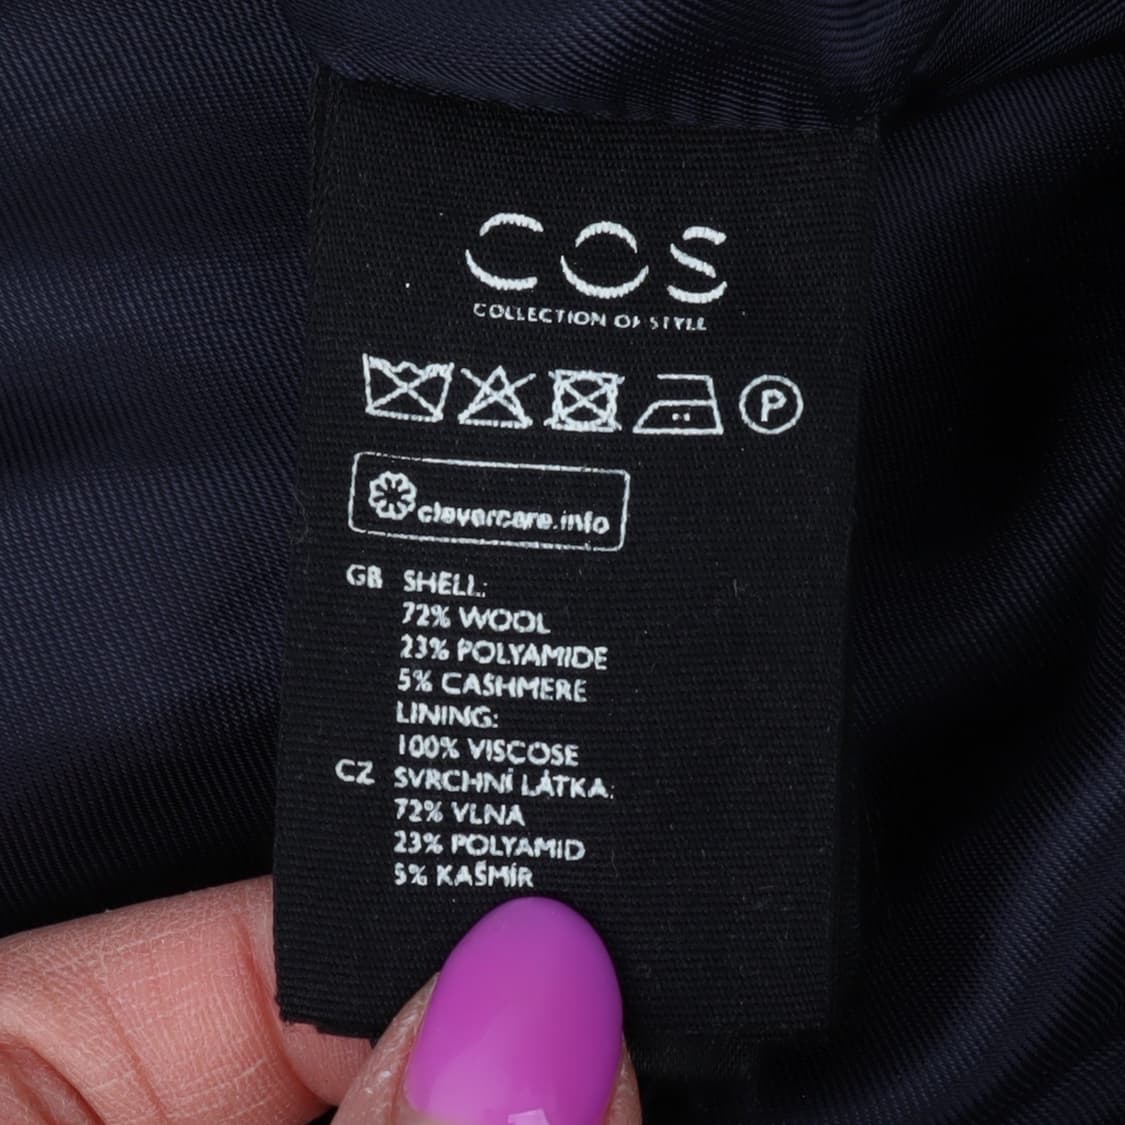 COS
COLLECTION OF STYLE
P
clevercare.info
GB SHELL:
72% WOOL
23% POLYAMIDE
5% CASHMERE
LINING:
100% VISCOSE
CZ SVRCHNÍ LÁTKA:
72% VLNA
23% POLYAMID
5% KAŠMÍR